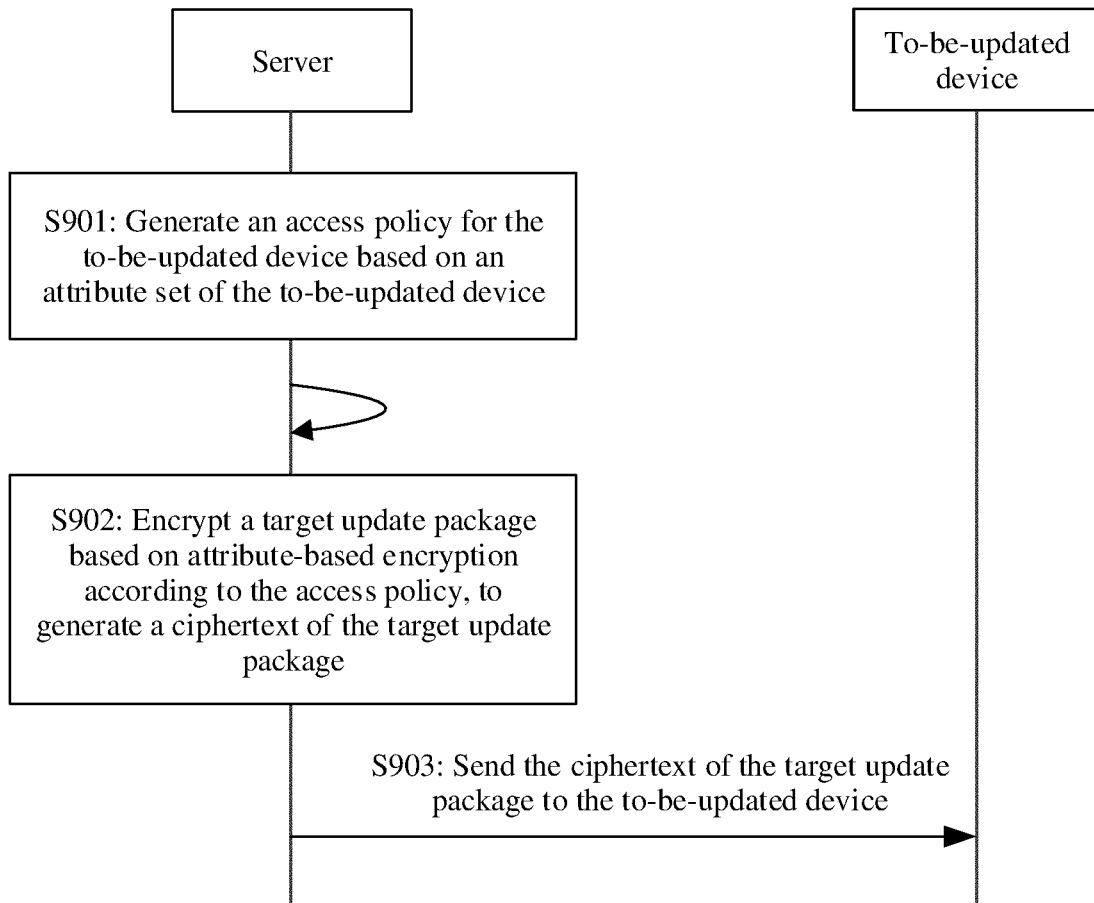 Server
To-be-updated
device
S901: Generate an access policy for the
to-be-updated device based on an
attribute set of the to-be-updated device
S902: Encrypt a target update package
based on attribute-based encryption
according to the access policy, to
generate a ciphertext of the target update
package
S903: Send the ciphertext of the target update
package to the to-be-updated device